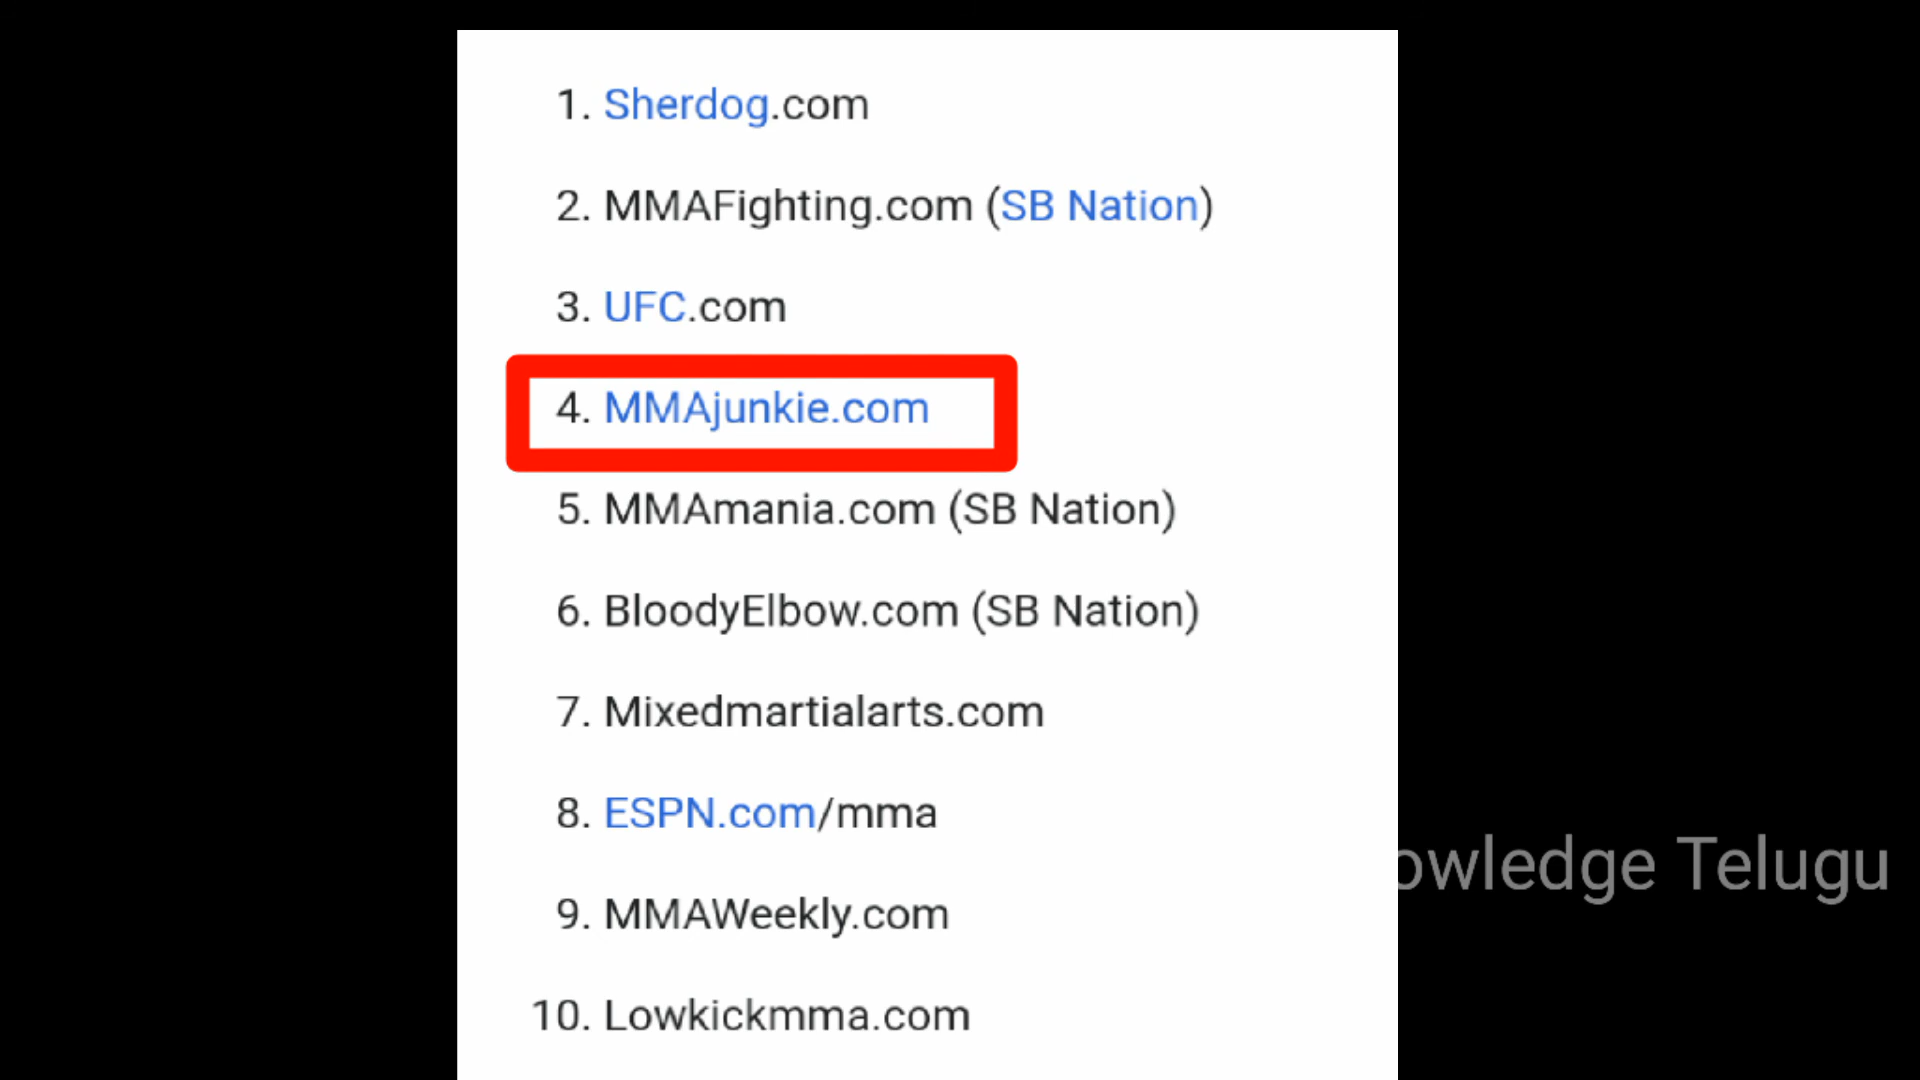 1. Sherdog.com
2. MMAFighting.com (SB Nation)
3. UFC.com
4. MMAjunkie.com
5. MMAmania.com (SB Nation)
6. BloodyElbow.com (SB Nation)
7. Mixedmartialarts.com
8. ESPN.com/mma
owledge Telugu
9. MMAWeekly.com
10. Lowkickmma.com